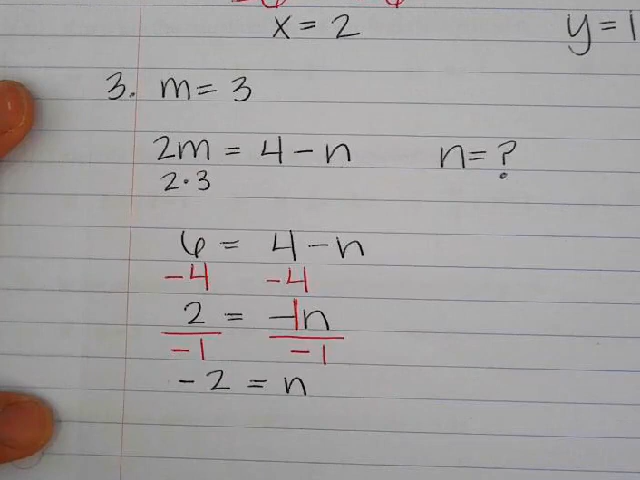 x = 2 y = 1
3. m = 3
2m = 4 - n n = ?
2 · 3
6 = 4 - n
-4 -4
2 = -1n
-1 -1
-2 = n